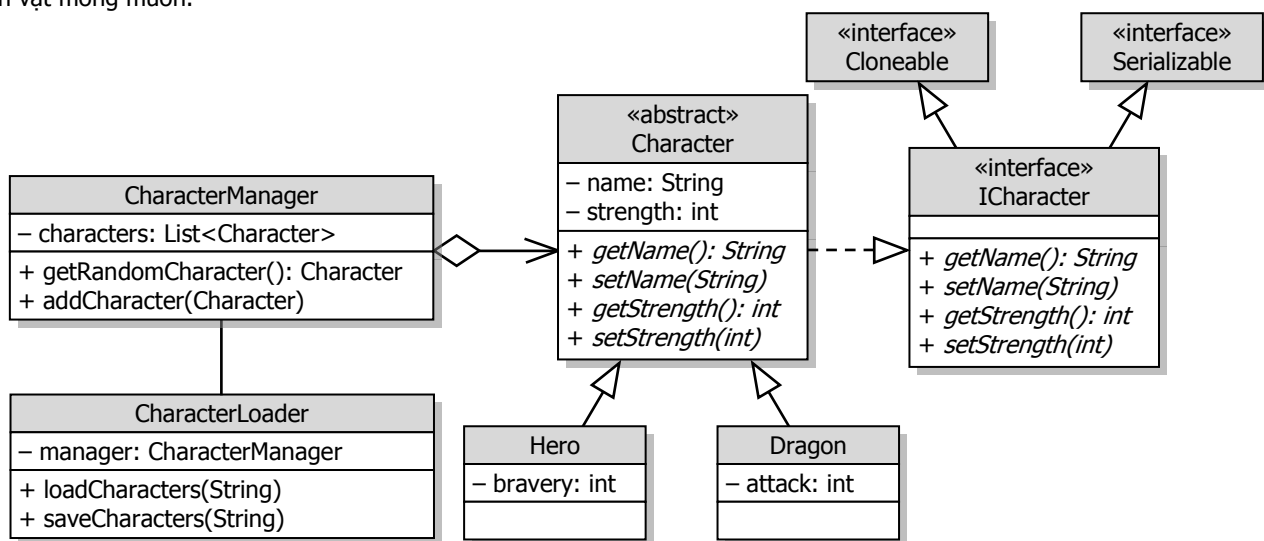 vật mong muốn.
«interface»
Cloneable
«interface»
Serializable
«abstract»
Character
– name: String
– strength: int
+ getName(): String
+ setName(String)
+ getStrength(): int
+ setStrength(int)
«interface»
ICharacter
+ getName(): String
+ setName(String)
+ getStrength(): int
+ setStrength(int)
CharacterManager
– characters: List<Character>
+ getRandomCharacter(): Character
+ addCharacter(Character)
CharacterLoader
– manager: CharacterManager
+ loadCharacters(String)
+ saveCharacters(String)
Hero
– bravery: int
Dragon
– attack: int